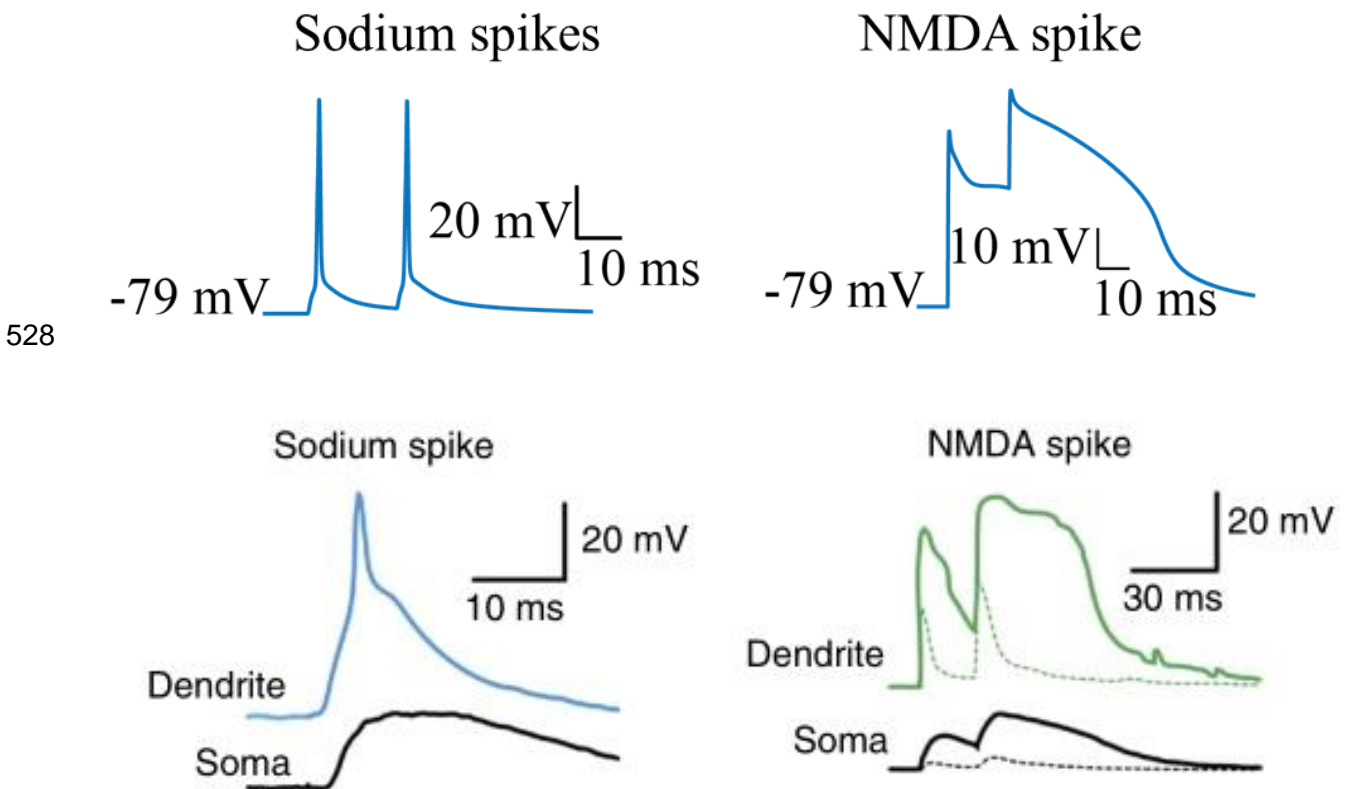 Sodium spikes
NMDA spike
20 mV
10 ms
-79 mV
10 mV
10 ms
-79 mV
528
Sodium spike
20 mV
10 ms
Dendrite
Soma
NMDA spike
20 mV
30 ms
Dendrite
Soma